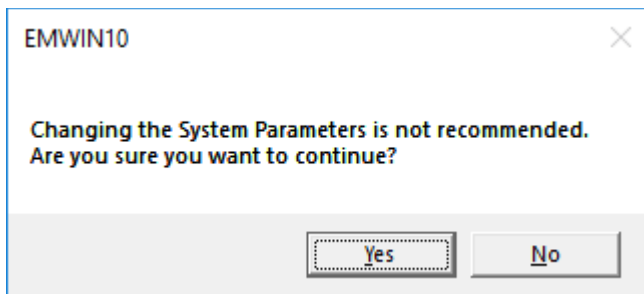 EMWIN10
Changing the System Parameters is not recommended.
Are you sure you want to continue?
Yes
No